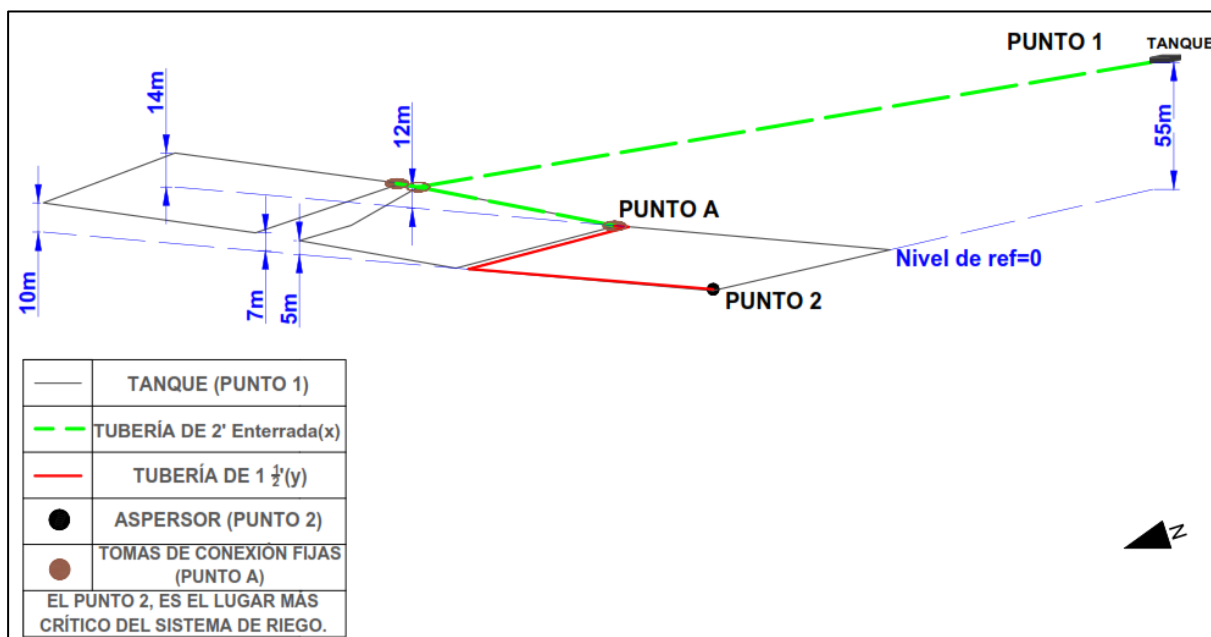 PUNTO 1
TANQUE
14m
12m
55m
PUNTO A
Nivel de ref=0
10m
7m
5m
PUNTO 2
TANQUE (PUNTO 1)
TUBERÍA DE 2' Enterrada(x)
TUBERÍA DE 1 1/2'(y)
ASPERSOR (PUNTO 2)
TOMAS DE CONEXIÓN FIJAS
(PUNTO A)
EL PUNTO 2, ES EL LUGAR MÁS
CRÍTICO DEL SISTEMA DE RIEGO.
N